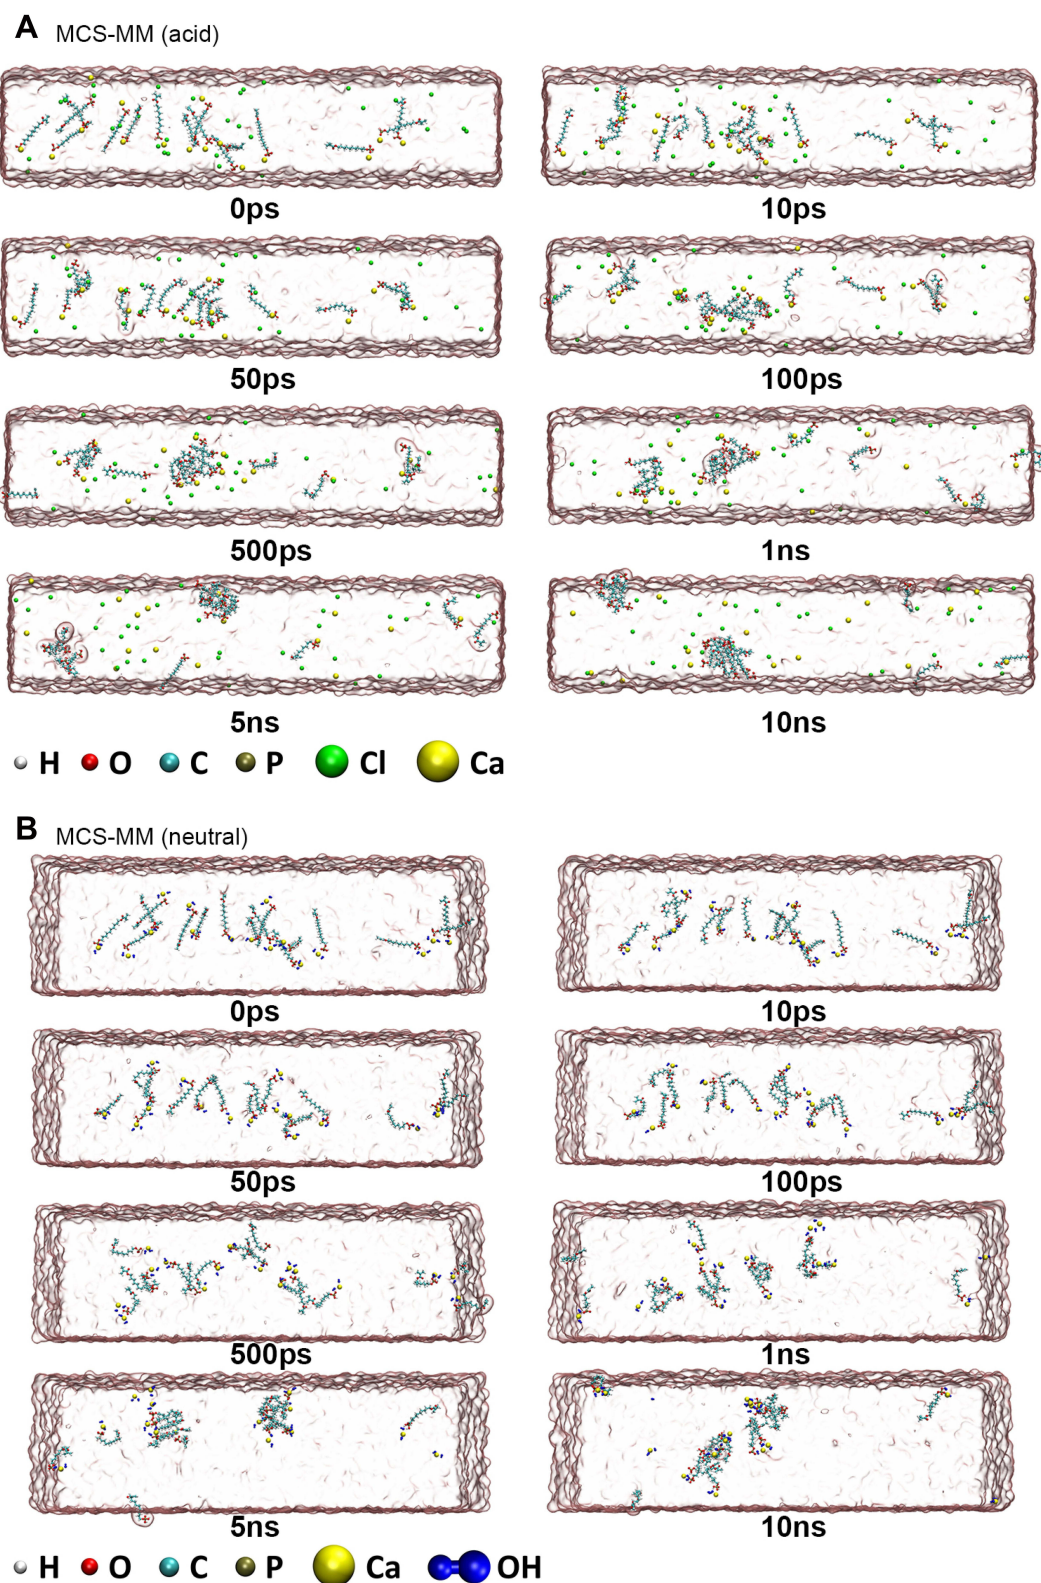 A MCS-MM (acid)
0ps 10ps
50ps 100ps
500ps 1ns
5ns 10ns
H O C P Cl Ca
B MCS-MM (neutral)
0ps 10ps
50ps 100ps
500ps 1ns
5ns 10ns
H O C P Ca OH